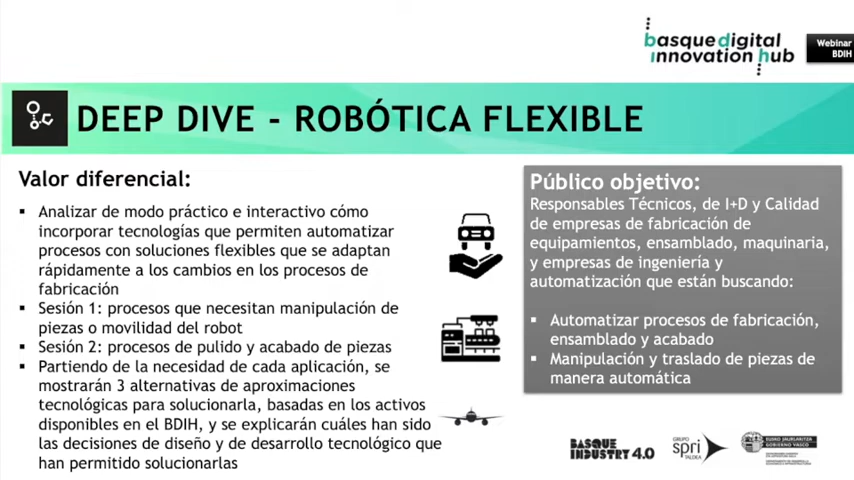 basque digital
innovation hub
Webinar
BDIH
DEEP DIVE - ROBÓTICA FLEXIBLE
Valor diferencial:
▪ Analizar de modo práctico e interactivo cómo
incorporar tecnologías que permiten automatizar
procesos con soluciones flexibles que se adaptan
rápidamente a los cambios en los procesos de
fabricación
▪ Sesión 1: procesos que necesitan manipulación de
piezas o movilidad del robot
▪ Sesión 2: procesos de pulido y acabado de piezas
▪ Partiendo de la necesidad de cada aplicación, se
mostrarán 3 alternativas de aproximaciones
tecnológicas para solucionarla, basadas en los activos
disponibles en el BDIH, y se explicarán cuáles han sido
las decisiones de diseño y de desarrollo tecnológico que
han permitido solucionarlas
Público objetivo:
Responsables Técnicos, de I+D y Calidad
de empresas de fabricación de
equipamientos, ensamblado, maquinaria,
y empresas de ingeniería y
automatización que están buscando:
▪ Automatizar procesos de fabricación,
ensamblado y acabado
▪ Manipulación y traslado de piezas de
manera automática
BASQUE
INDUSTRY 4.0
GRUPO
spri
TALDEA
EUSKO JAURLARITZA
GOBIERNO VASCO